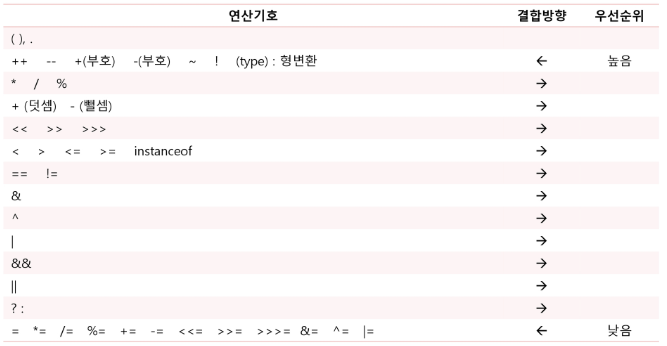 연산기호 결합방향 우선순위
( ), .
++ -- +(부호) -(부호) ~ ! (type) : 형변환 ← 높음
* / % →
+ (덧셈) - (뺄셈) →
<< >> >>> →
< > <= >= instanceof →
== != →
& →
^ →
| →
&& →
|| →
? : →
= *= /= %= += -= <<= >>= >>>= &= ^= |= ← 낮음